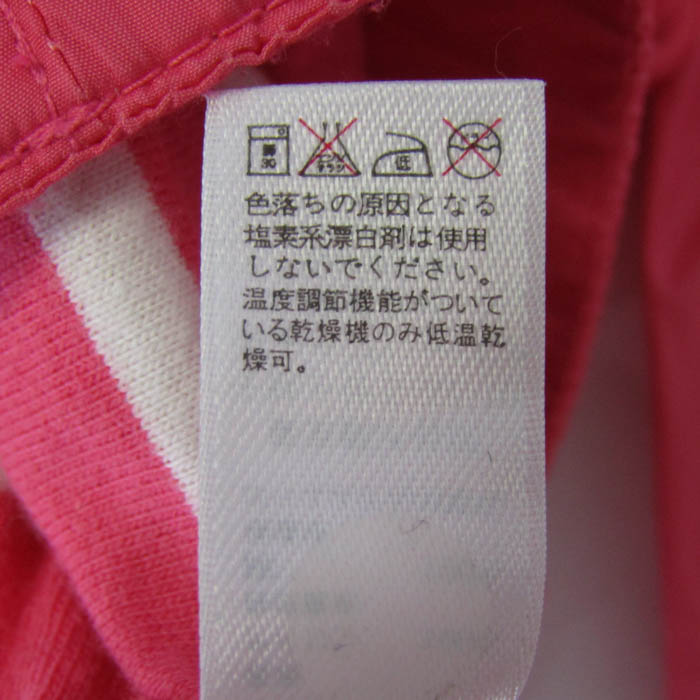 30
エンソ
サラシ
低
色落ちの原因となる
塩素系漂白剤は使用
しないでください。
温度調節機能がついて
いる乾燥機のみ低温乾
燥可。